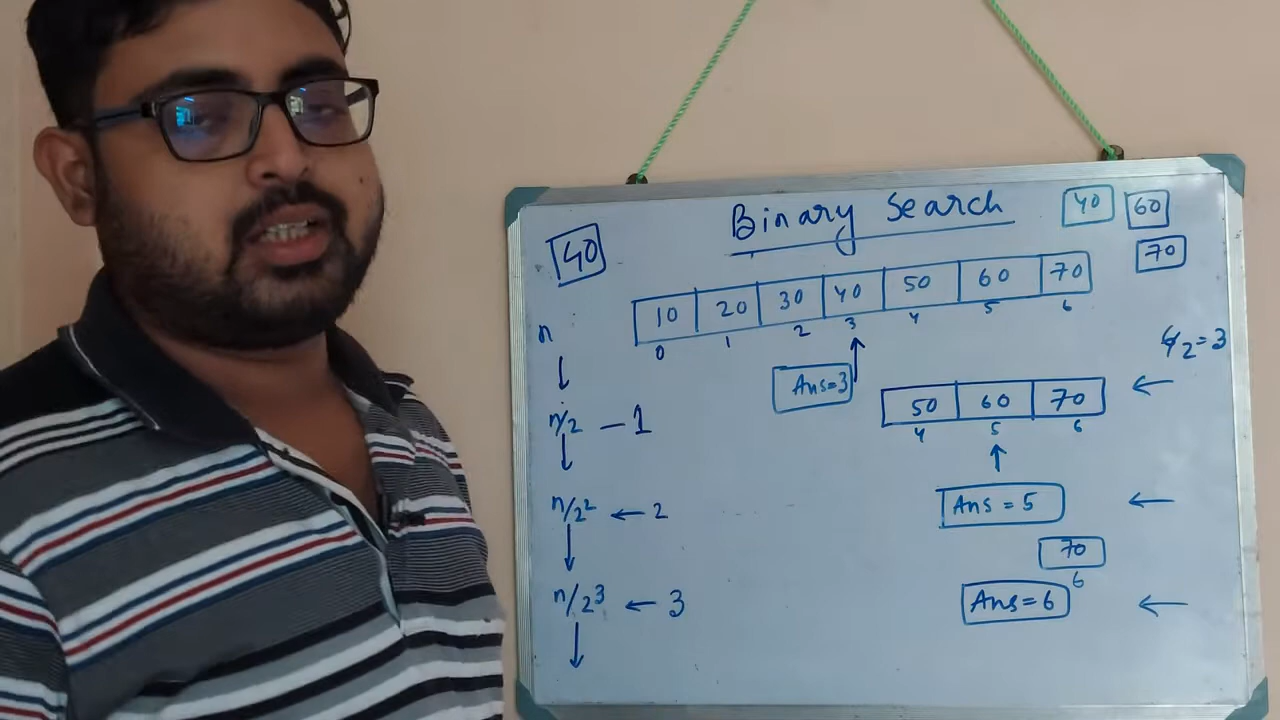 Binary Search
40
60
70
40
10 20 30 40 50 60 70
0 1 2 3 4 5 6
Ans=3
6/2=3
50 60 70
4 5 6
Ans = 5
70
6
Ans=6
n
n/2 — 1
n/2² ← 2
n/2³ ← 3